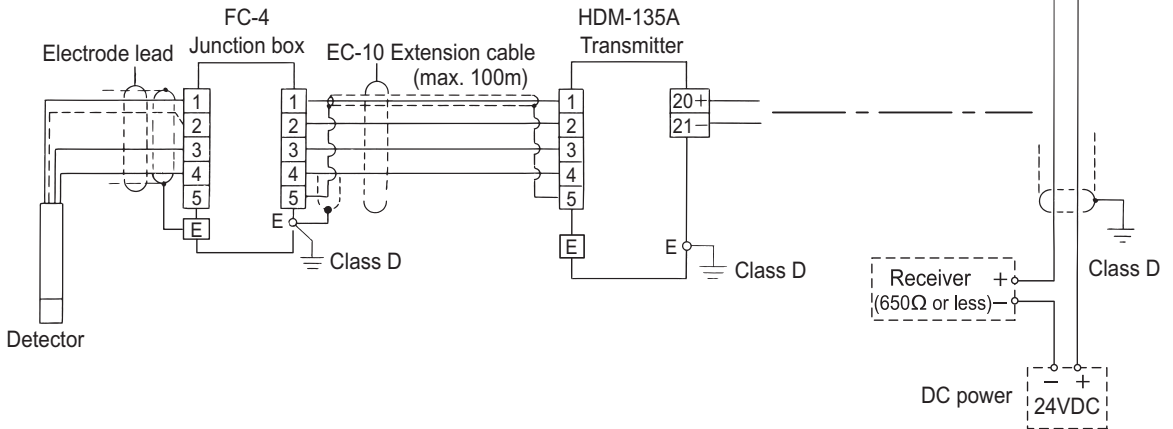 FC-4
Junction box
HDM-135A
Transmitter
Electrode lead
EC-10 Extension cable
(max. 100m)
1
2
3
4
5
E
1
2
3
4
5
E
Class D
1
2
3
4
5
E
20+
21−
E
Class D
Detector
Receiver +
(650Ω or less)−
Class D
DC power
− +
24VDC